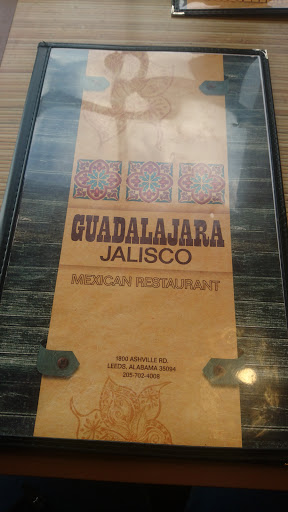 GUADALAJARA
JALISCO
MEXICAN RESTAURANT
1800 ASHVILLE RD.
LEEDS, ALABAMA 35094
205-702-4008